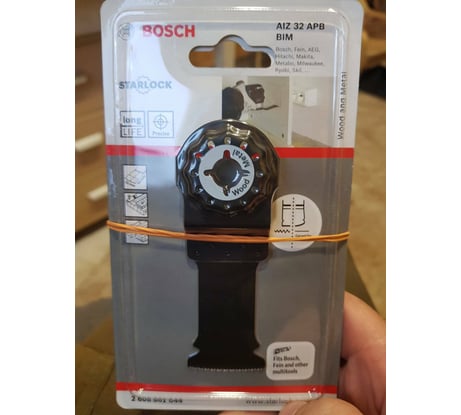 BOSCH
AIZ 32 APB
BIM
Bosch, Fein, AEG,
Hitachi, Makita,
Metabo, Milwaukee,
Ryobi, Skil, ...
STARLOCK
long
LIFE
Precise
Wood and Metal
Wood + Metal
Fits Bosch,
Fein and other
multitools
2 608 661 644